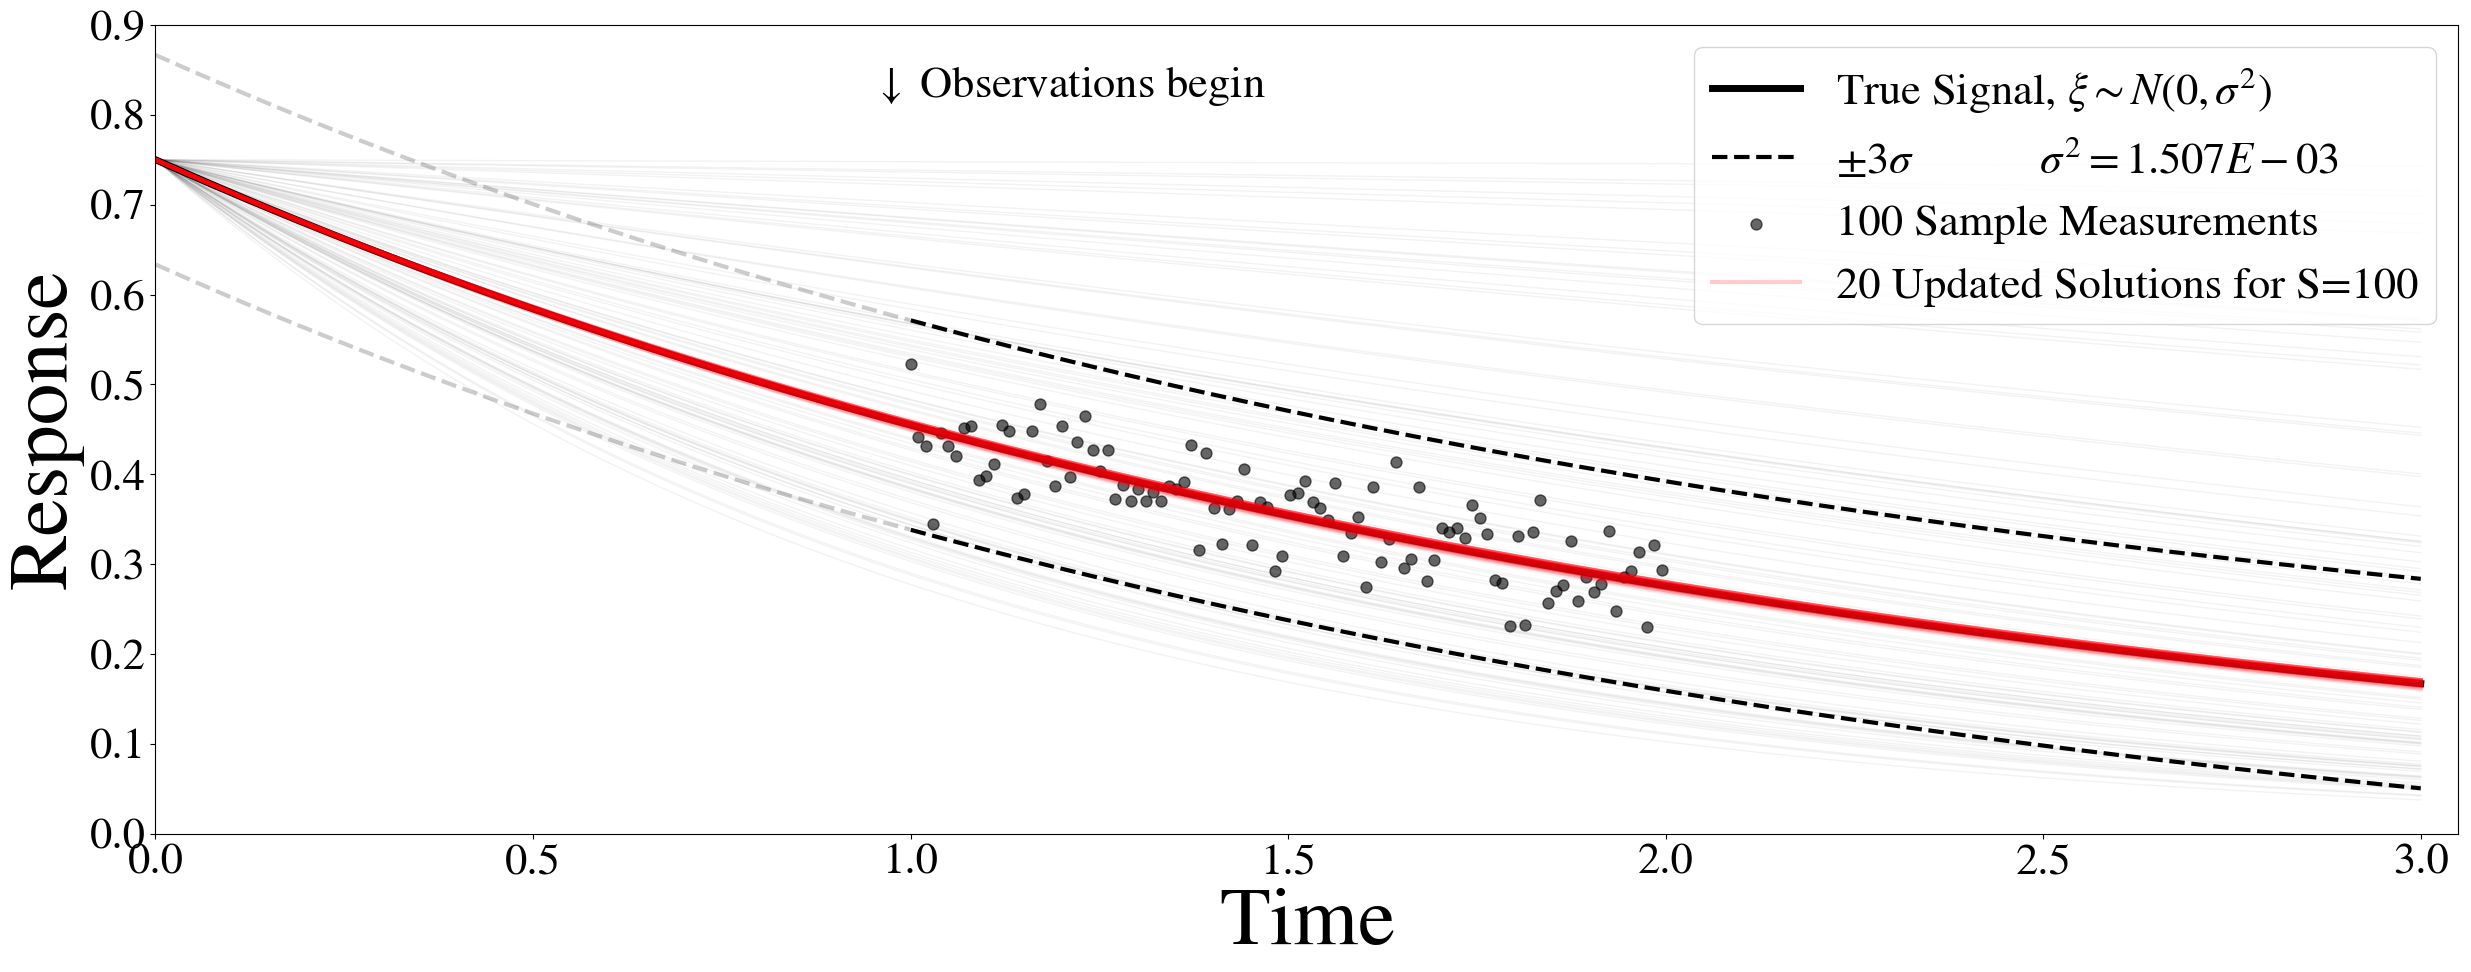 0.9
0.8
0.7
0.6
0.5
0.4
0.3
0.2
0.1
0.0
Response
↓ Observations begin
True Signal, ξ ~ N(0, σ²)
±3σ σ² = 1.507E − 03
100 Sample Measurements
20 Updated Solutions for S=100
0.0 0.5 1.0 1.5 2.0 2.5 3.0
Time